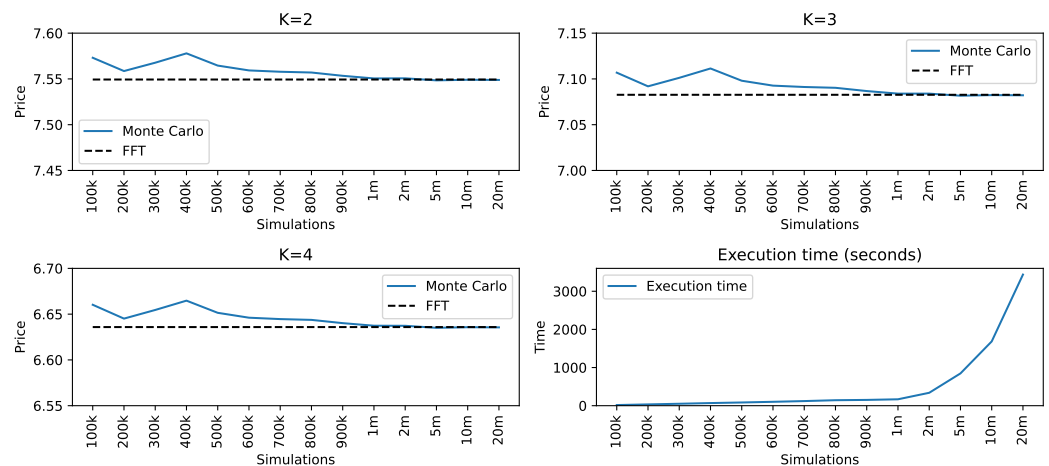 K=2
7.60
7.55
7.50
7.45
Price
Monte Carlo
FFT
100k
200k
300k
400k
500k
600k
700k
800k
900k
1m
2m
5m
10m
20m
Simulations
K=3
7.15
7.10
7.05
7.00
Price
Monte Carlo
FFT
100k
200k
300k
400k
500k
600k
700k
800k
900k
1m
2m
5m
10m
20m
Simulations
K=4
6.70
6.65
6.60
6.55
Price
Monte Carlo
FFT
100k
200k
300k
400k
500k
600k
700k
800k
900k
1m
2m
5m
10m
20m
Simulations
Execution time (seconds)
3000
2000
1000
0
Time
Execution time
100k
200k
300k
400k
500k
600k
700k
800k
900k
1m
2m
5m
10m
20m
Simulations